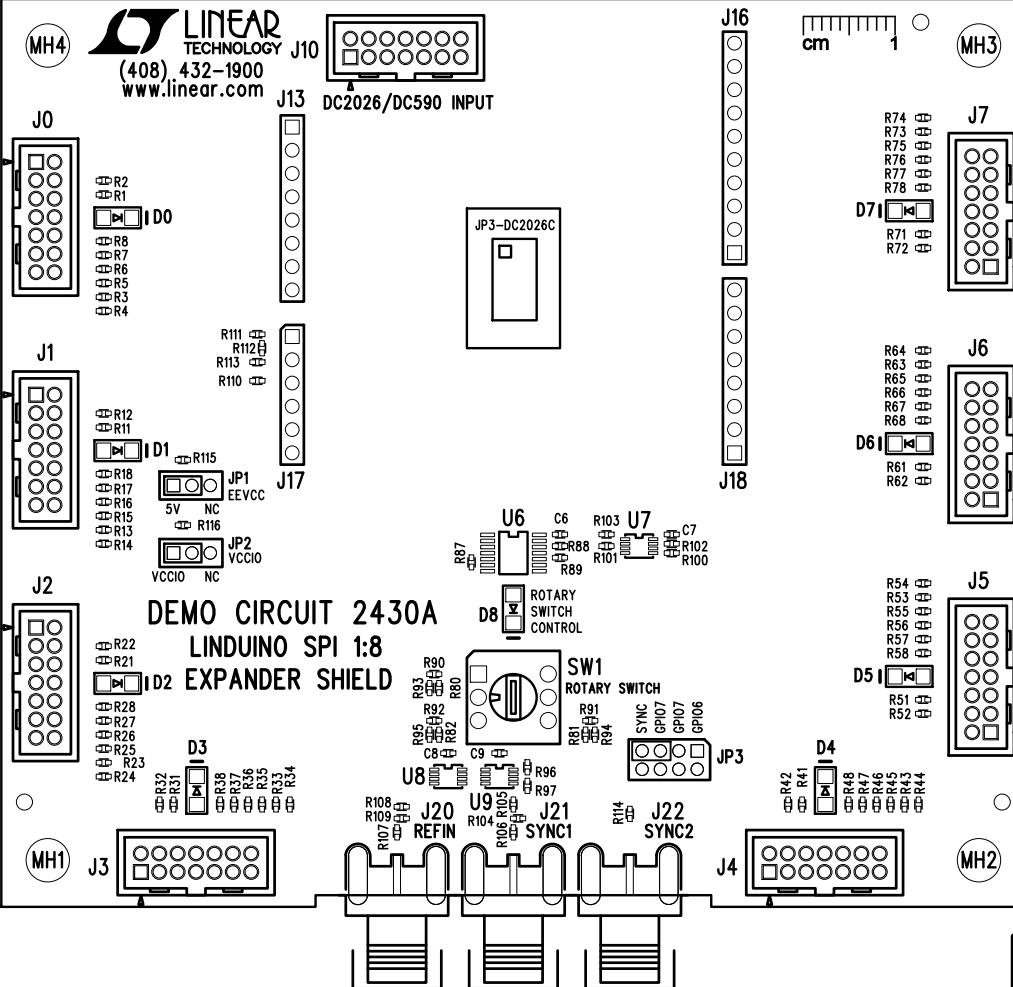 LINEAR
TECHNOLOGY
(408) 432-1900
www.linear.com
MH4
J10
DC2026/DC590 INPUT
J16
cm 1
MH3
J0
J13
R2
R1
D0
R8
R7
R6
R5
R3
R4
JP3-DC2026C
R74
R73
R75
R76
R77
R78
D7
R71
R72
J7
J1
R111
R112
R113
R110
R12
R11
D1
R18
R17
R16
R15
R13
R14
R115
JP1
EEVCC
5V NC
R116
JP2
VCCIO
VCCIO NC
J17
J18
R64
R63
R65
R66
R67
R68
D6
R61
R62
J6
U6
C6
R87
R88
R89
R103
R101
U7
C7
R102
R100
J2
DEMO CIRCUIT 2430A
LINDUINO SPI 1:8
EXPANDER SHIELD
D8
ROTARY
SWITCH
CONTROL
R22
R21
D2
R28
R27
R26
R25
R23
R24
R90
R93
R80
R92
R95
R82
SW1
ROTARY SWITCH
R91
R81
R94
SYNC
GPIO7
GPIO7
GPIO6
JP3
R54
R53
R55
R56
R57
R58
D5
R51
R52
J5
C8
C9
U8
U9
R96
R97
R105
R104
R106
D3
R32
R31
R38
R37
R36
R35
R33
R34
R108
R109
R107
J20
REFIN
J21
SYNC1
R114
J22
SYNC2
D4
R42
R41
R48
R47
R46
R45
R43
R44
MH1
J3
J4
MH2